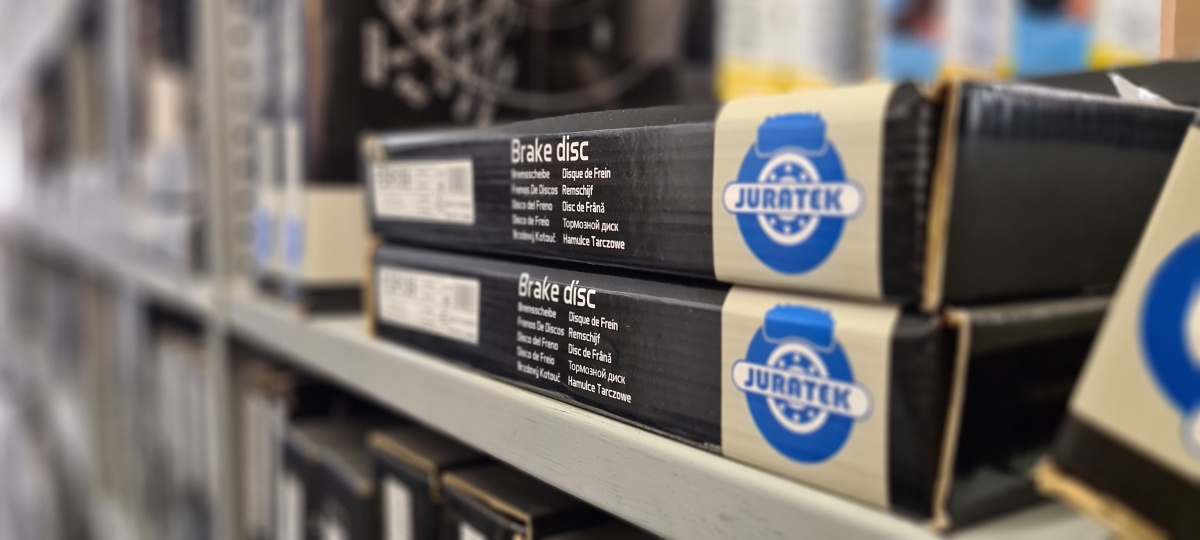 Brake disc
Bremsscheibe Disque de Frein
Frenos De Discos Remschijf
Disco del Freno Disc de Frână
Disco de Freio Тормозной диск
Brzdový Kotouč Hamulce Tarczowe
JURATEK
Brake disc
Bremsscheibe Disque de Frein
Frenos De Discos Remschijf
Disco del Freno Disc de Frână
Disco de Freio Тормозной диск
Brzdový Kotouč Hamulce Tarczowe
JURATEK